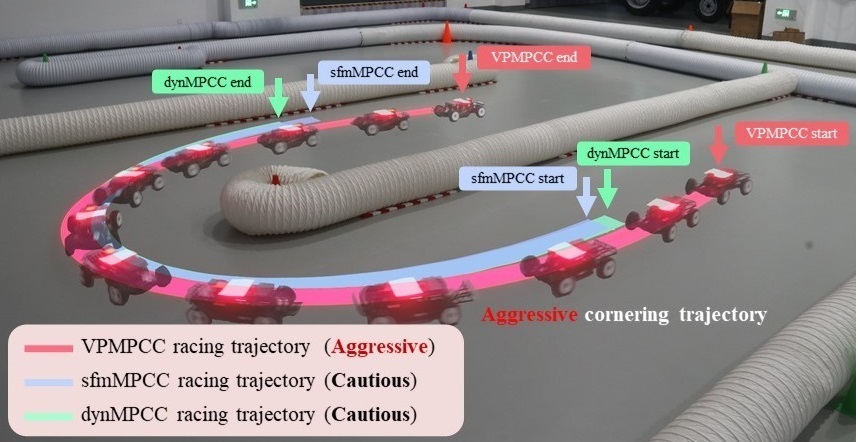 VPMPCC end
sfmMPCC end
dynMPCC end
VPMPCC start
dynMPCC start
sfmMPCC start
Aggressive cornering trajectory
VPMPCC racing trajectory (Aggressive)
sfmMPCC racing trajectory (Cautious)
dynMPCC racing trajectory (Cautious)